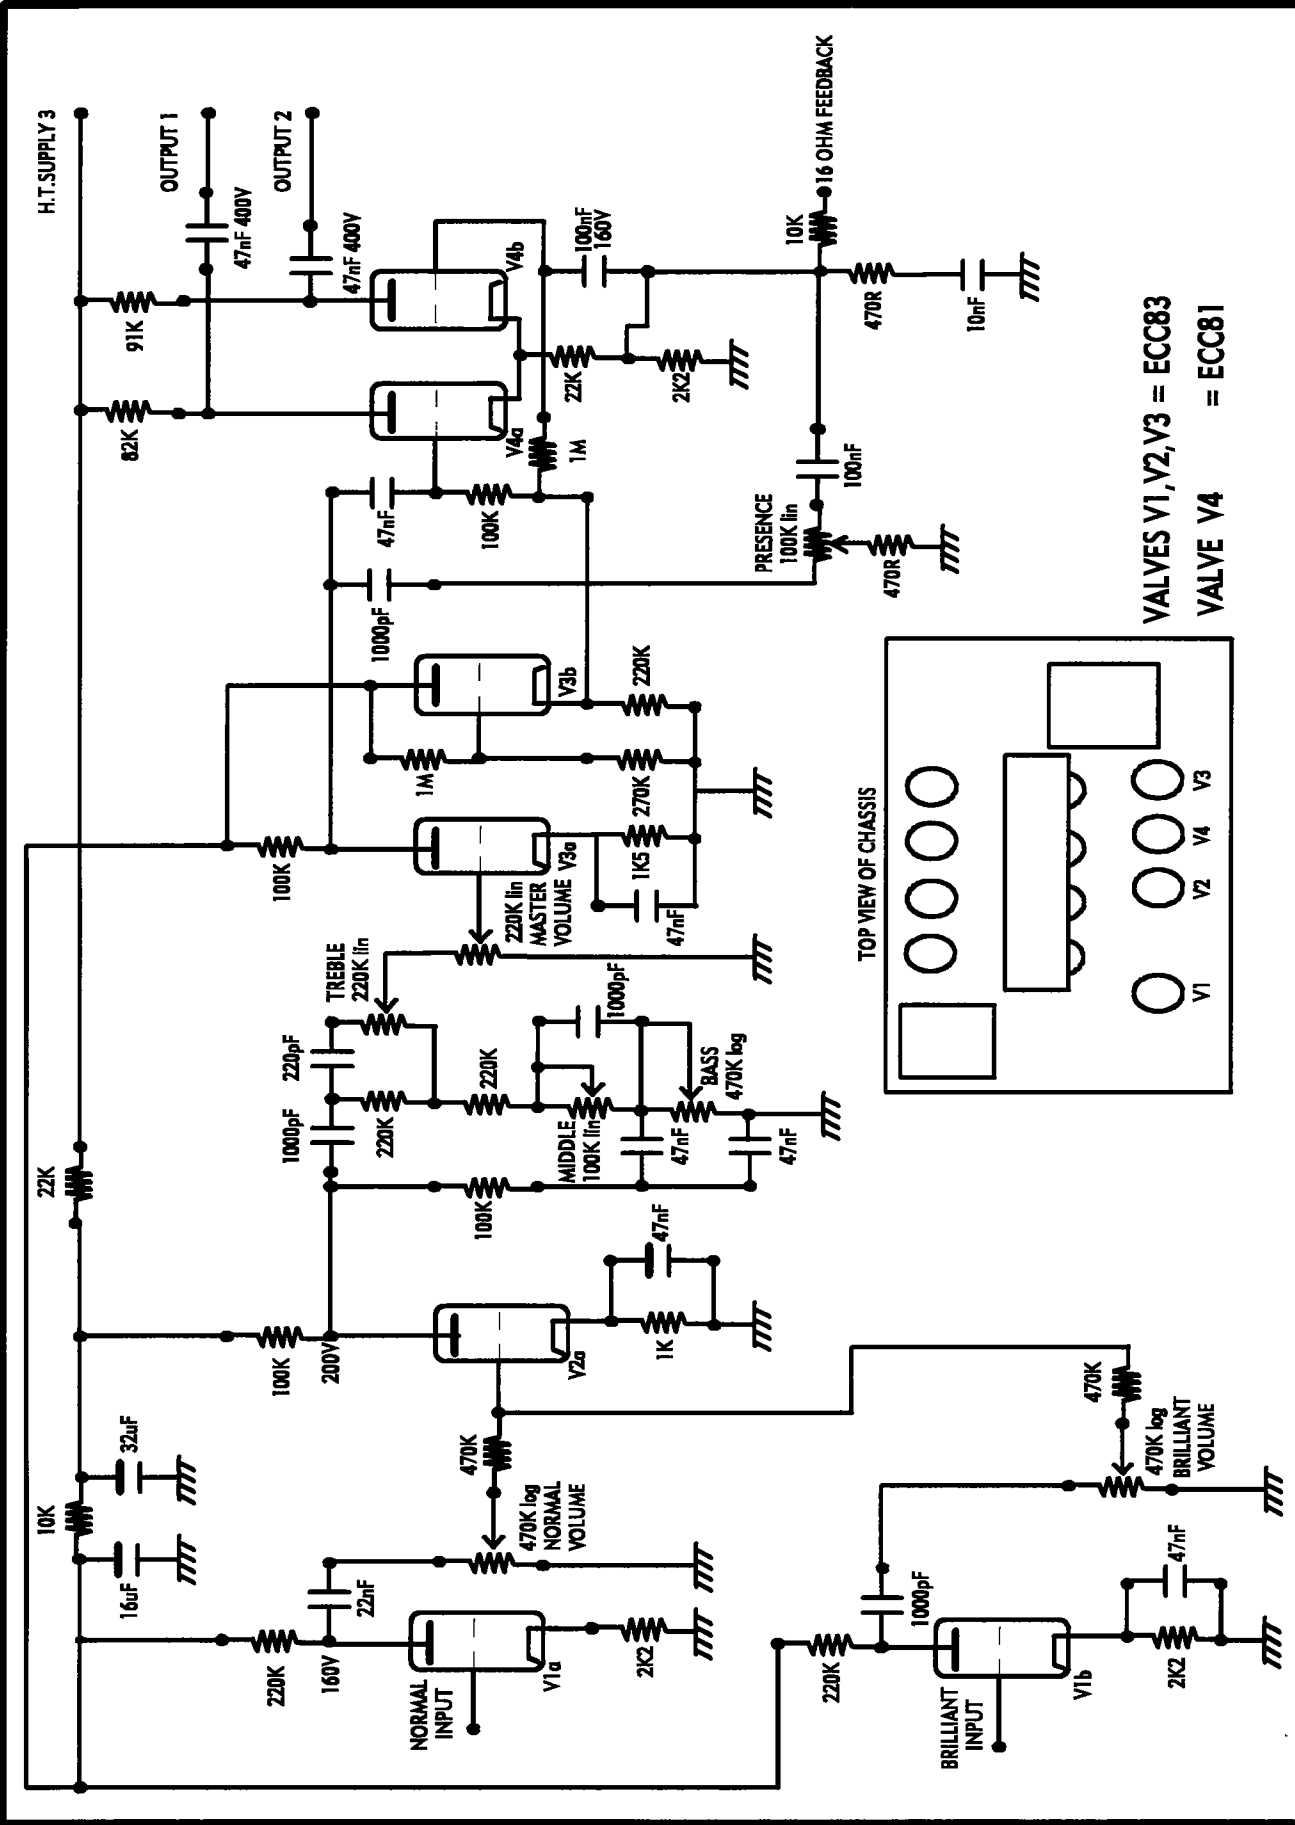 H.T.SUPPLY 3
OUTPUT 1
OUTPUT 2
47nF 400V
47nF 400V
91K
82K
22K
10K
32uF
16uF
100K
200V
220K
160V
22nF
NORMAL
INPUT
V1a
2K2
470K log
NORMAL
VOLUME
470K
V2a
1K
47nF
1000pF
220pF
TREBLE
220K lin
220K
220K
100K
MIDDLE
100K lin
1000pF
47nF
BASS
470K log
47nF
220K lin
MASTER
VOLUME
100K
V3a
1K5
47nF
1M
270K
V3b
220K
1000pF
47nF
100K
V4a
1M
V4b
22K
2K2
100nF
160V
10K
16 OHM FEEDBACK
470R
10nF
100nF
PRESENCE
100K lin
470R
BRILLIANT
INPUT
220K
1000pF
V1b
2K2
47nF
470K
470K log
BRILLIANT
VOLUME
TOP VIEW OF CHASSIS
V1
V2
V4
V3
VALVES V1,V2,V3 = ECC83
VALVE V4 = ECC81